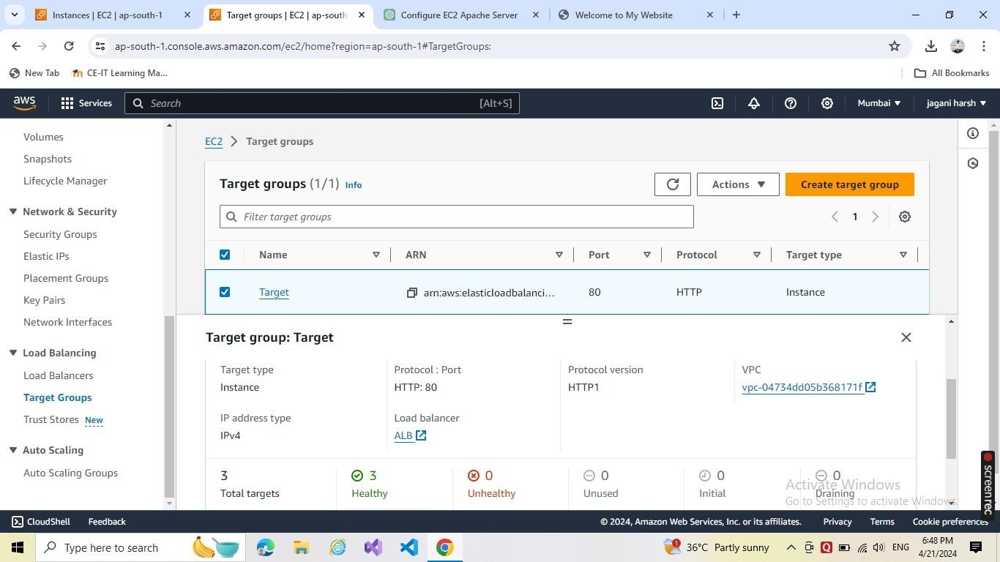 Instances | EC2 | ap-south-1
Target groups | EC2 | ap-south
Configure EC2 Apache Server
Welcome to My Website
ap-south-1.console.aws.amazon.com/ec2/home?region=ap-south-1#TargetGroups:
New Tab
CE-IT Learning Ma...
All Bookmarks
aws
Services
Search
[Alt+S]
Mumbai
jagani harsh
Volumes
Snapshots
Lifecycle Manager
Network & Security
Security Groups
Elastic IPs
Placement Groups
Key Pairs
Network Interfaces
Load Balancing
Load Balancers
Target Groups
Trust Stores New
Auto Scaling
Auto Scaling Groups
EC2 > Target groups
Target groups (1/1) Info
Actions
Create target group
Filter target groups
1
Name ARN Port Protocol Target type
Target arn:aws:elasticloadbalanci... 80 HTTP Instance
Target group: Target
Target type Protocol : Port Protocol version VPC
Instance HTTP: 80 HTTP1 vpc-04734dd05b368171f
IP address type Load balancer
IPv4 ALB
3 3 0 0 0 0
Total targets Healthy Unhealthy Unused Initial Draining
Activate Windows
Go to Settings to activate Windows.
screen rec
CloudShell Feedback © 2024, Amazon Web Services, Inc. or its affiliates. Privacy Terms Cookie preferences
Type here to search
1
36°C Partly sunny
ENG
6:48 PM
4/21/2024